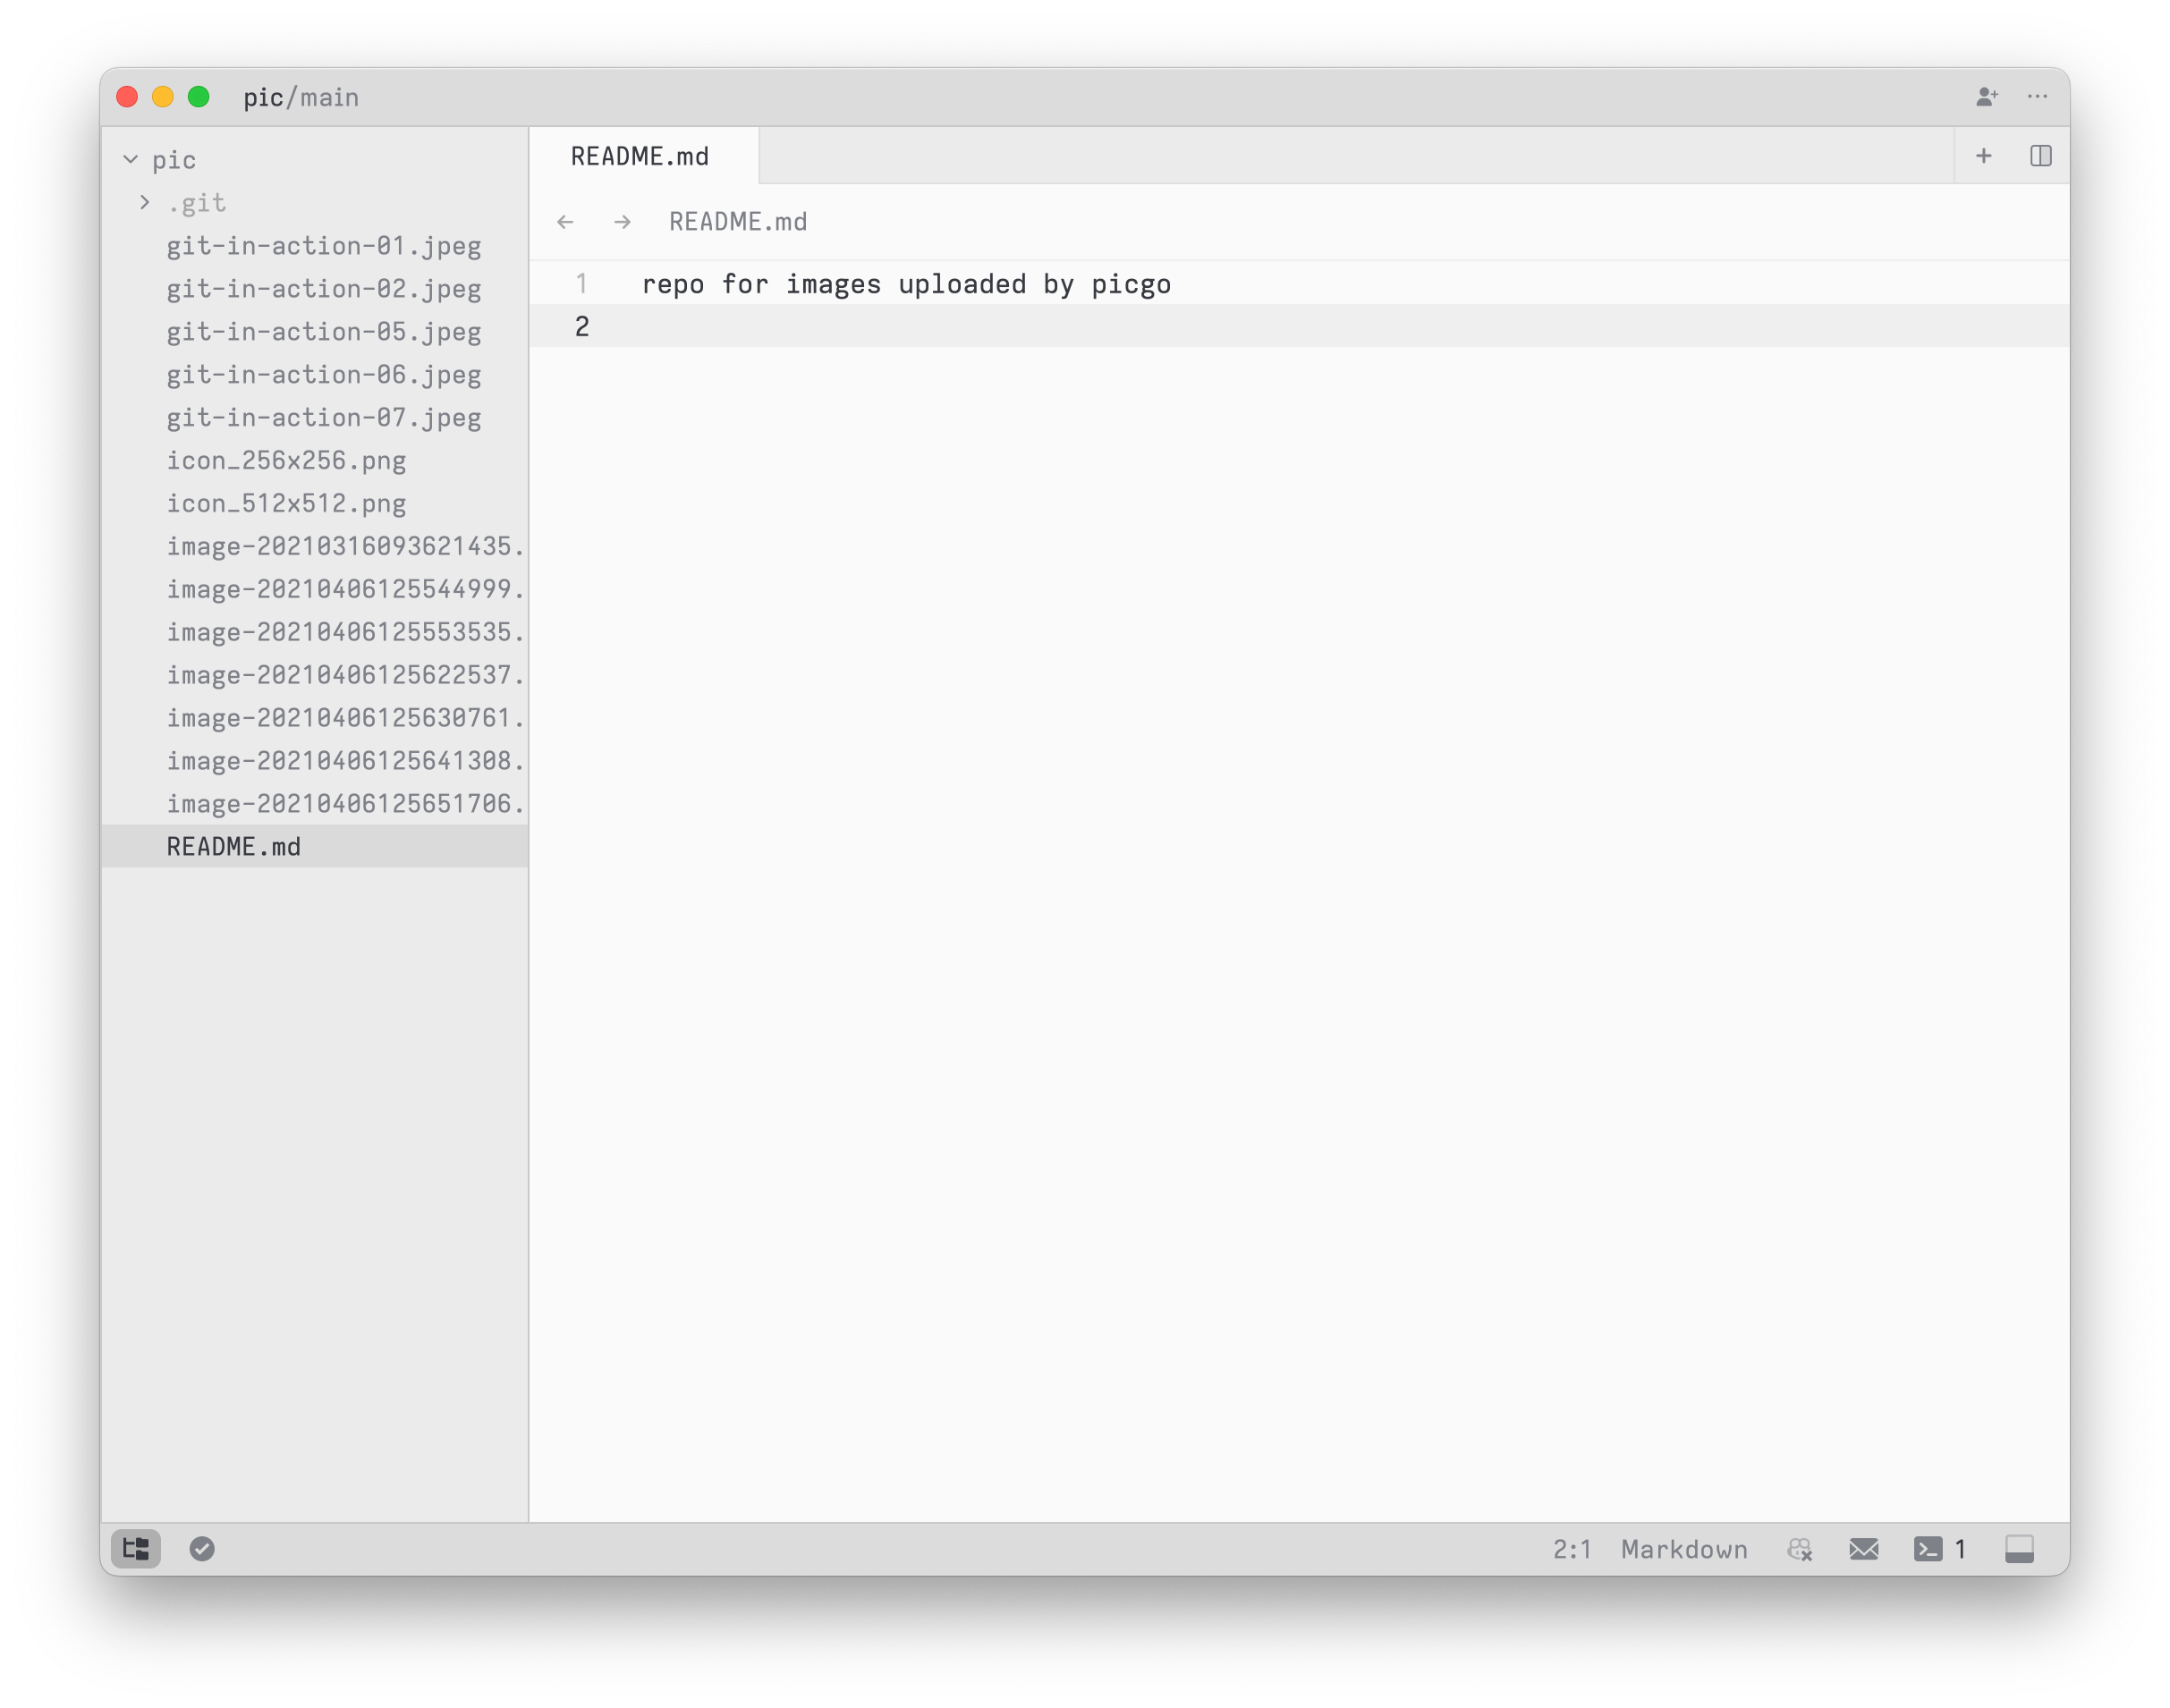 pic/main
pic
.git
git-in-action-01.jpeg
git-in-action-02.jpeg
git-in-action-05.jpeg
git-in-action-06.jpeg
git-in-action-07.jpeg
icon_256x256.png
icon_512x512.png
image-20210316093621435.
image-20210406125544999.
image-20210406125553535.
image-20210406125622537.
image-20210406125630761.
image-20210406125641308.
image-20210406125651706.
README.md
README.md
README.md
1 repo for images uploaded by picgo
2
2:1 Markdown 1